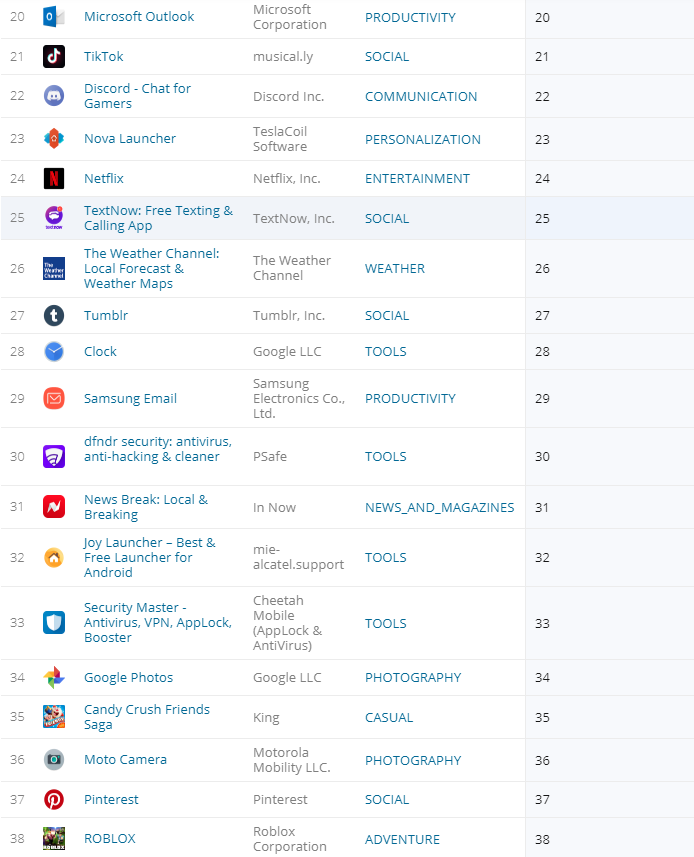 20 Microsoft Outlook Microsoft Corporation PRODUCTIVITY 20
21 TikTok musical.ly SOCIAL 21
22 Discord - Chat for Gamers Discord Inc. COMMUNICATION 22
23 Nova Launcher TeslaCoil Software PERSONALIZATION 23
24 Netflix Netflix, Inc. ENTERTAINMENT 24
25 TextNow: Free Texting & Calling App TextNow, Inc. SOCIAL 25
26 The Weather Channel The Weather Channel: Local Forecast & Weather Maps The Weather Channel WEATHER 26
27 Tumblr Tumblr, Inc. SOCIAL 27
28 Clock Google LLC TOOLS 28
29 Samsung Email Samsung Electronics Co., Ltd. PRODUCTIVITY 29
30 dfndr security: antivirus, anti-hacking & cleaner PSafe TOOLS 30
31 News Break: Local & Breaking In Now NEWS_AND_MAGAZINES 31
32 Joy Launcher – Best & Free Launcher for Android mie-alcatel.support TOOLS 32
33 Security Master - Antivirus, VPN, AppLock, Booster Cheetah Mobile (AppLock & AntiVirus) TOOLS 33
34 Google Photos Google LLC PHOTOGRAPHY 34
35 Candy Crush Friends Saga King CASUAL 35
36 Moto Camera Motorola Mobility LLC. PHOTOGRAPHY 36
37 Pinterest Pinterest SOCIAL 37
38 ROBLOX ROBLOX Roblox Corporation ADVENTURE 38